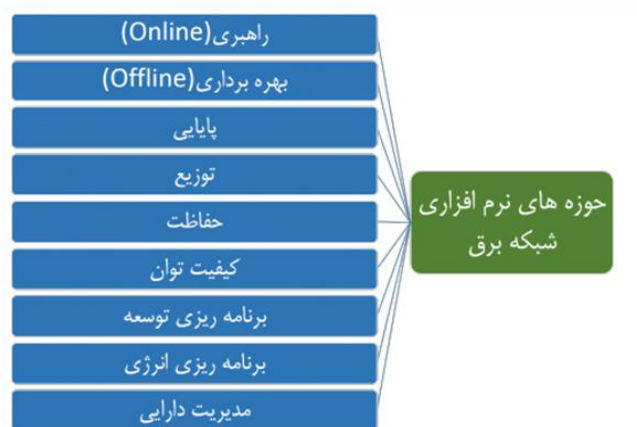 راهبری(Online)
بهره برداری(Offline)
پایایی
توزیع
حفاظت
کیفیت توان
برنامه ریزی توسعه
برنامه ریزی انرژی
مدیریت دارایی
حوزه های نرم افزاری
شبکه برق